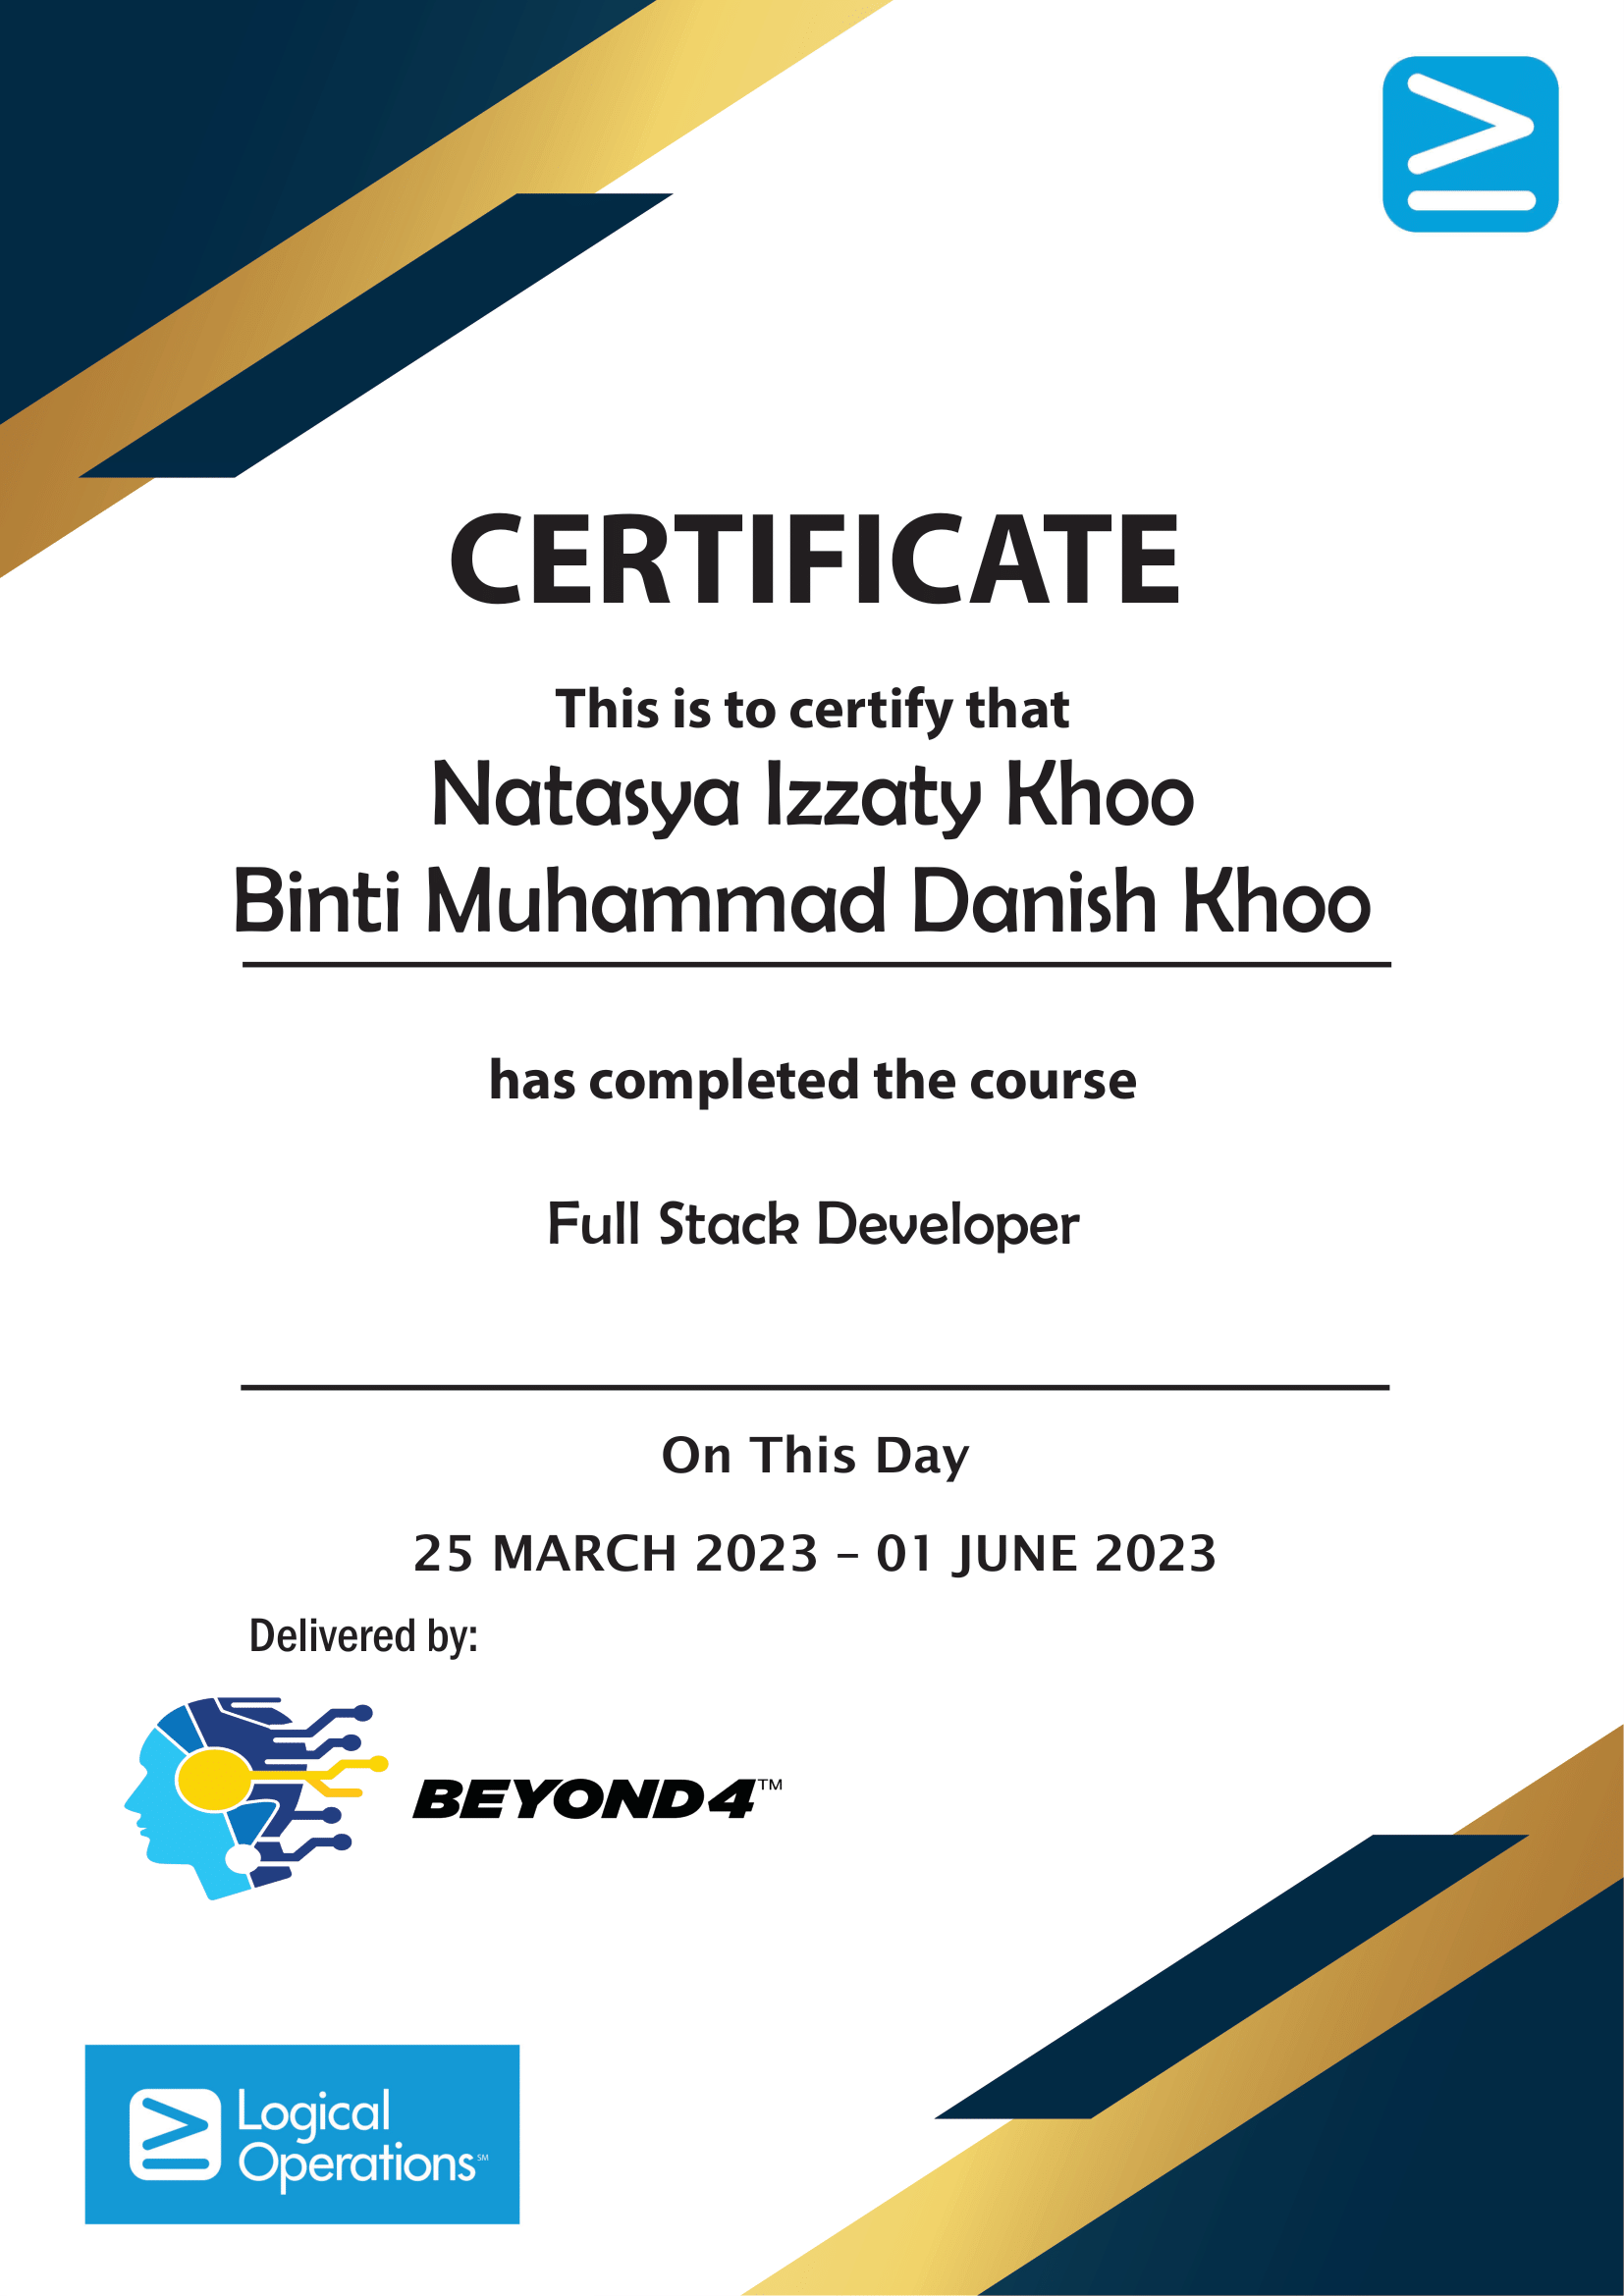 CERTIFICATE
This is to certify that
Natasya Izzaty Khoo
Binti Muhammad Danish Khoo
has completed the course
Full Stack Developer
On This Day
25 MARCH 2023 – 01 JUNE 2023
Delivered by:
BEYOND4™
Logical
Operations℠